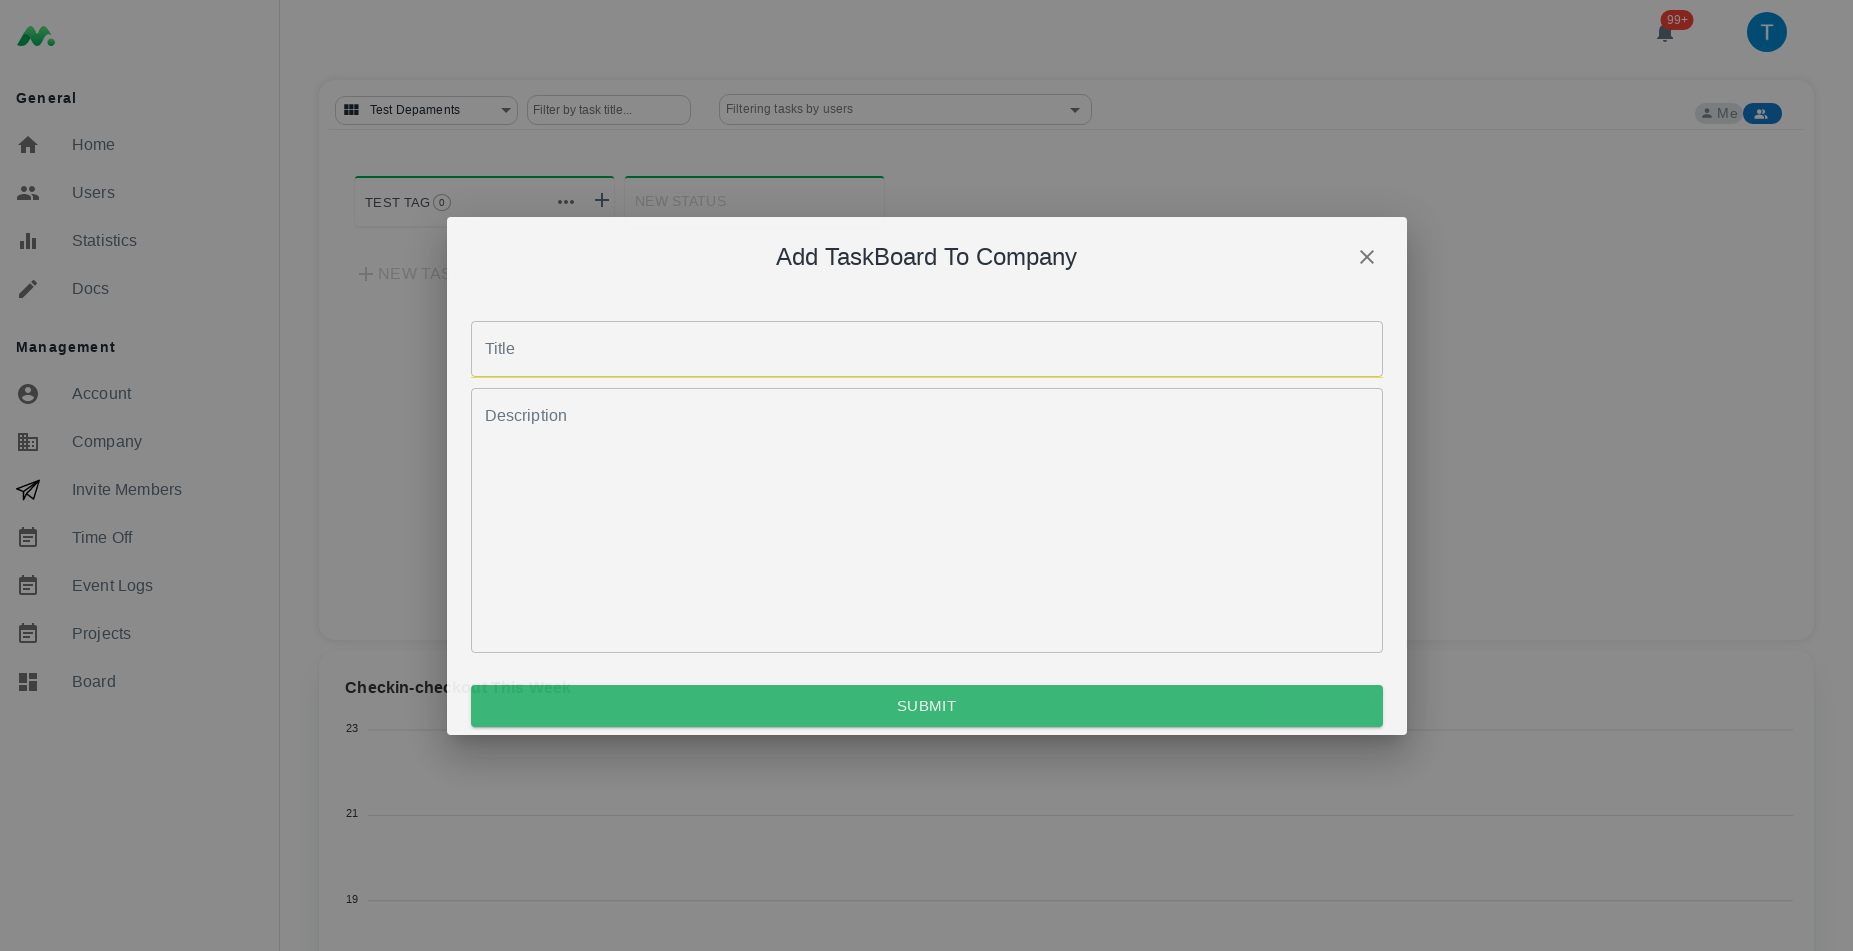 99+
T
General
Home
Users
Statistics
Docs
Management
Account
Company
Invite Members
Time Off
Event Logs
Projects
Board
Test Depaments
Filter by task title...
Filtering tasks by users
Me
TEST TAG 0
NEW STATUS
NEW TAS
Add TaskBoard To Company
Title
Description
SUBMIT
Checkin-checkout This Week
23
21
19